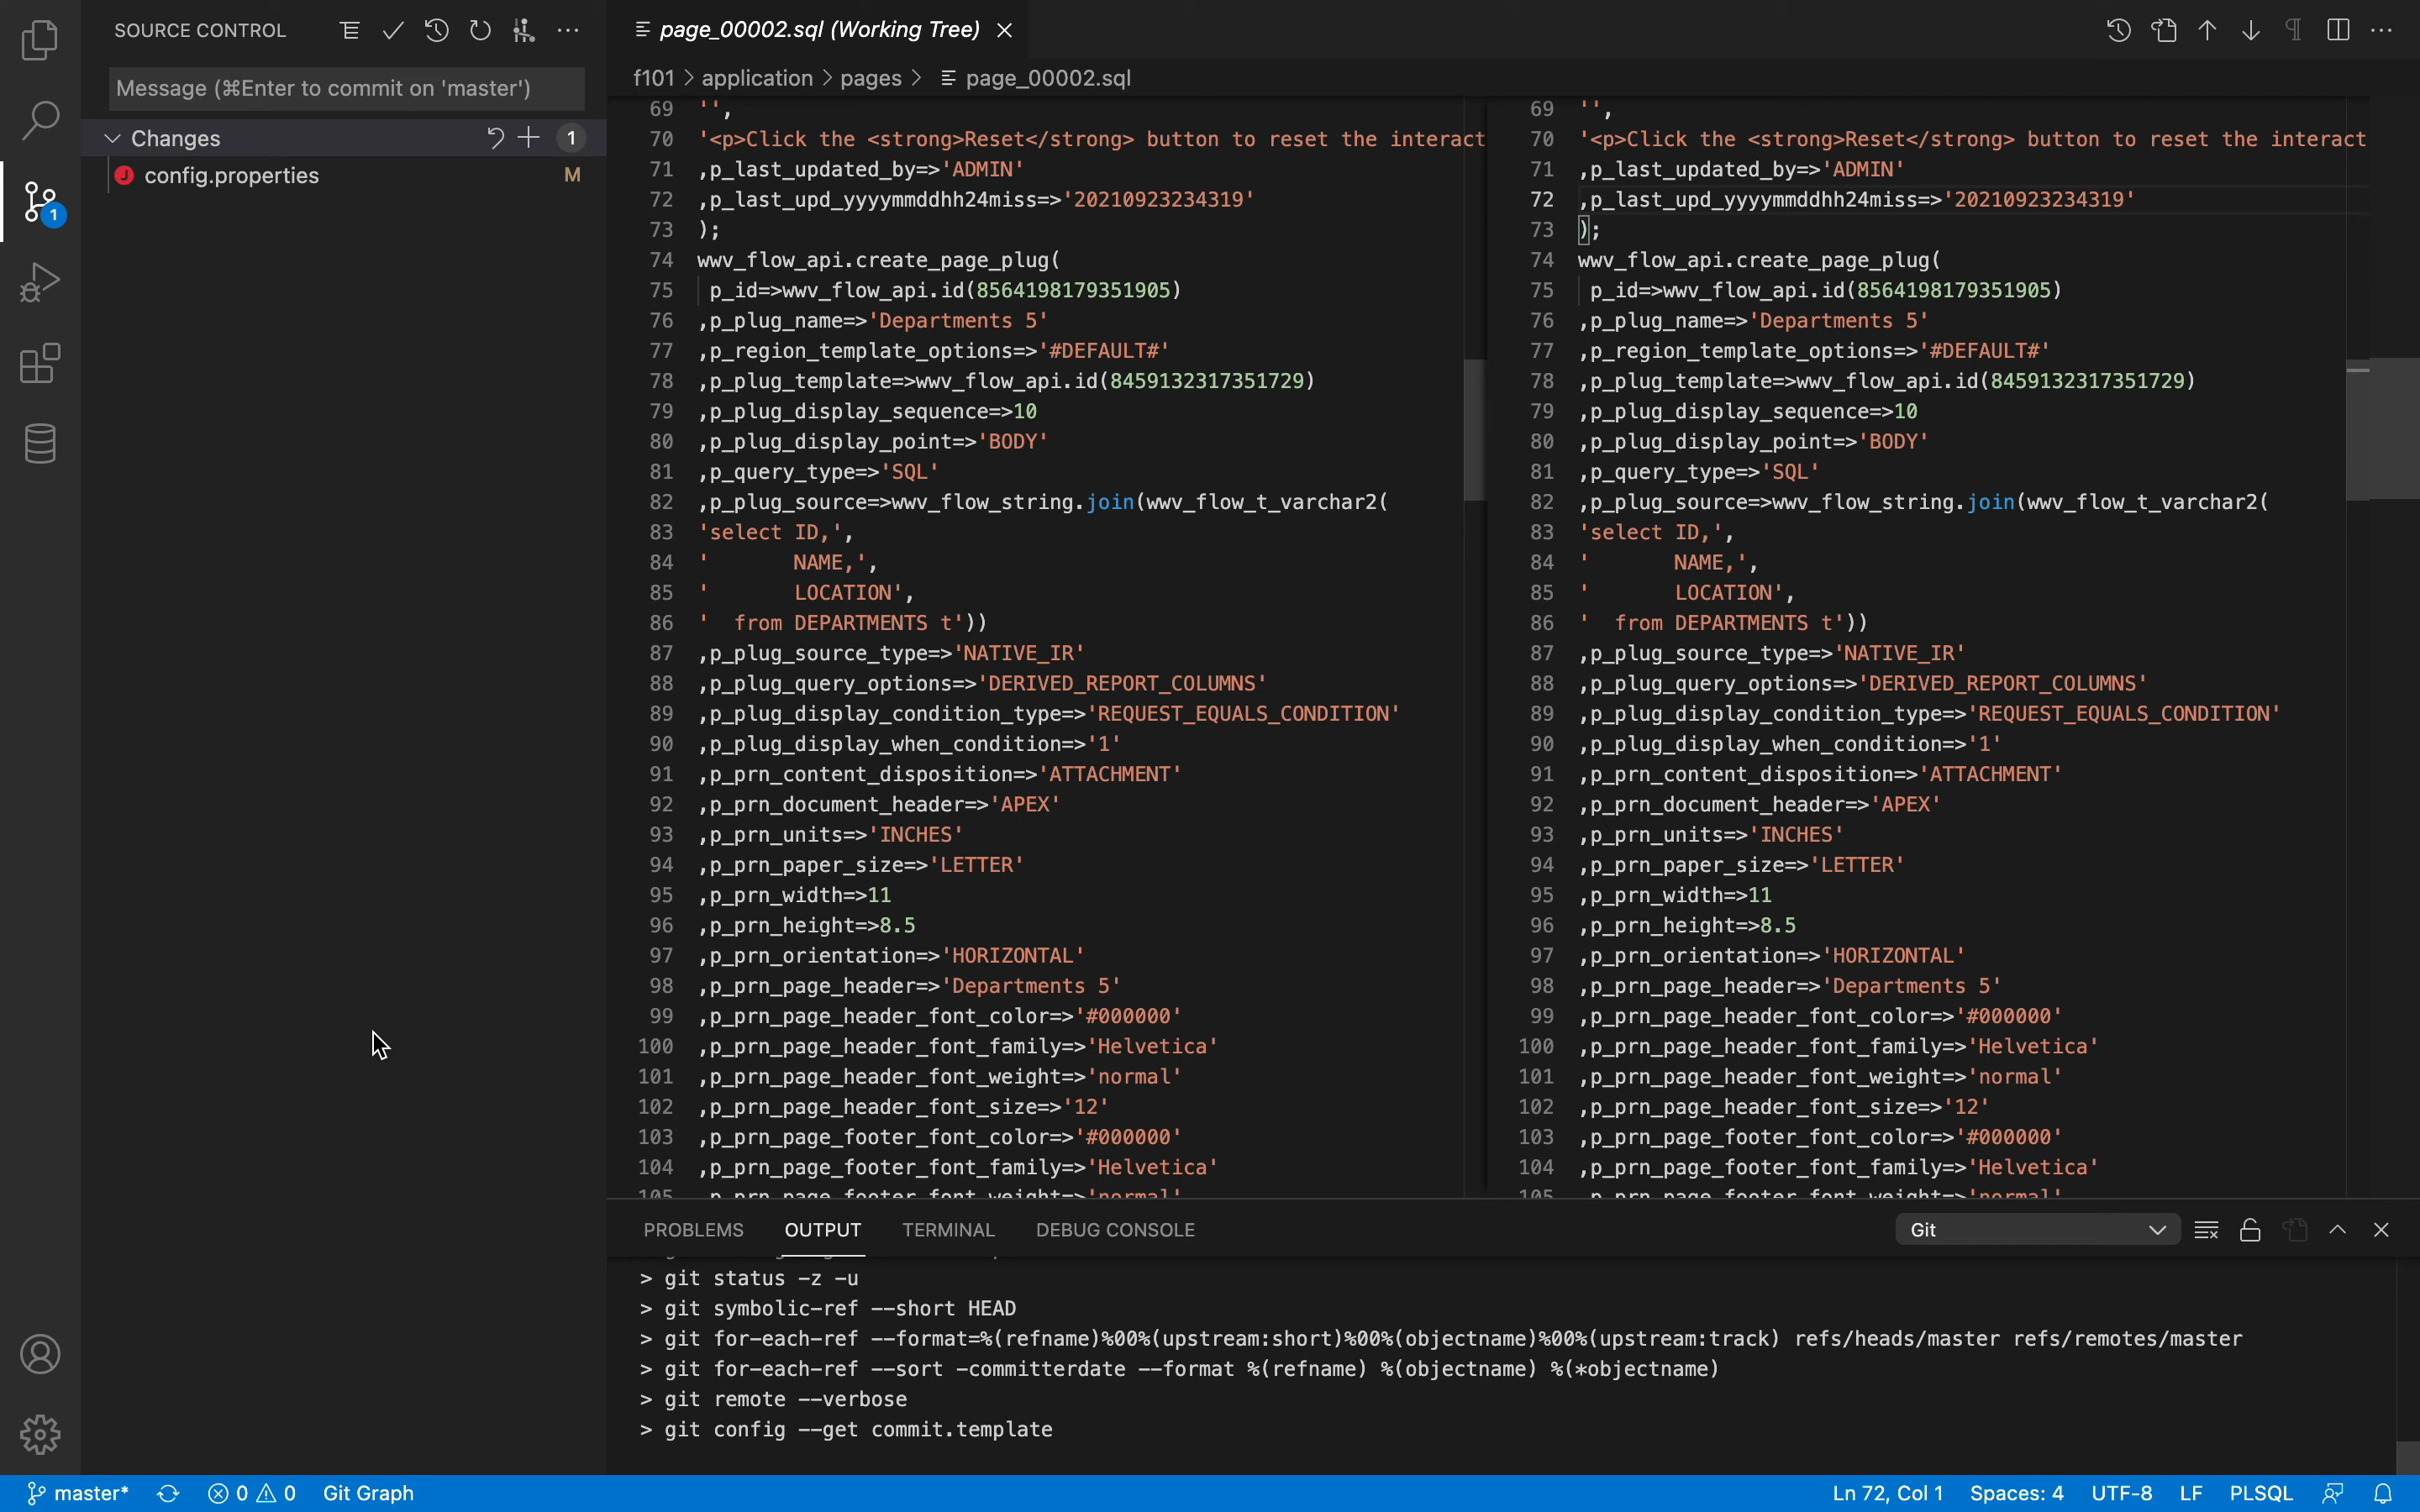 SOURCE CONTROL
Message (⌘Enter to commit on 'master')
Changes 1
config.properties M
1
page_00002.sql (Working Tree)
f101 > application > pages > page_00002.sql
69 '',
70 '<p>Click the <strong>Reset</strong> button to reset the interact
71 ,p_last_updated_by=>'ADMIN'
72 ,p_last_upd_yyyymmddhh24miss=>'20210923234319'
73 );
74 wwv_flow_api.create_page_plug(
75 p_id=>wwv_flow_api.id(8564198179351905)
76 ,p_plug_name=>'Departments 5'
77 ,p_region_template_options=>'#DEFAULT#'
78 ,p_plug_template=>wwv_flow_api.id(8459132317351729)
79 ,p_plug_display_sequence=>10
80 ,p_plug_display_point=>'BODY'
81 ,p_query_type=>'SQL'
82 ,p_plug_source=>wwv_flow_string.join(wwv_flow_t_varchar2(
83 'select ID,',
84 '       NAME,',
85 '       LOCATION',
86 '  from DEPARTMENTS t'))
87 ,p_plug_source_type=>'NATIVE_IR'
88 ,p_plug_query_options=>'DERIVED_REPORT_COLUMNS'
89 ,p_plug_display_condition_type=>'REQUEST_EQUALS_CONDITION'
90 ,p_plug_display_when_condition=>'1'
91 ,p_prn_content_disposition=>'ATTACHMENT'
92 ,p_prn_document_header=>'APEX'
93 ,p_prn_units=>'INCHES'
94 ,p_prn_paper_size=>'LETTER'
95 ,p_prn_width=>11
96 ,p_prn_height=>8.5
97 ,p_prn_orientation=>'HORIZONTAL'
98 ,p_prn_page_header=>'Departments 5'
99 ,p_prn_page_header_font_color=>'#000000'
100 ,p_prn_page_header_font_family=>'Helvetica'
101 ,p_prn_page_header_font_weight=>'normal'
102 ,p_prn_page_header_font_size=>'12'
103 ,p_prn_page_footer_font_color=>'#000000'
104 ,p_prn_page_footer_font_family=>'Helvetica'
105 ,p_prn_page_footer_font_weight=>'normal'
69 '',
70 '<p>Click the <strong>Reset</strong> button to reset the interact
71 ,p_last_updated_by=>'ADMIN'
72 ,p_last_upd_yyyymmddhh24miss=>'20210923234319'
73 );
74 wwv_flow_api.create_page_plug(
75 p_id=>wwv_flow_api.id(8564198179351905)
76 ,p_plug_name=>'Departments 5'
77 ,p_region_template_options=>'#DEFAULT#'
78 ,p_plug_template=>wwv_flow_api.id(8459132317351729)
79 ,p_plug_display_sequence=>10
80 ,p_plug_display_point=>'BODY'
81 ,p_query_type=>'SQL'
82 ,p_plug_source=>wwv_flow_string.join(wwv_flow_t_varchar2(
83 'select ID,',
84 '       NAME,',
85 '       LOCATION',
86 '  from DEPARTMENTS t'))
87 ,p_plug_source_type=>'NATIVE_IR'
88 ,p_plug_query_options=>'DERIVED_REPORT_COLUMNS'
89 ,p_plug_display_condition_type=>'REQUEST_EQUALS_CONDITION'
90 ,p_plug_display_when_condition=>'1'
91 ,p_prn_content_disposition=>'ATTACHMENT'
92 ,p_prn_document_header=>'APEX'
93 ,p_prn_units=>'INCHES'
94 ,p_prn_paper_size=>'LETTER'
95 ,p_prn_width=>11
96 ,p_prn_height=>8.5
97 ,p_prn_orientation=>'HORIZONTAL'
98 ,p_prn_page_header=>'Departments 5'
99 ,p_prn_page_header_font_color=>'#000000'
100 ,p_prn_page_header_font_family=>'Helvetica'
101 ,p_prn_page_header_font_weight=>'normal'
102 ,p_prn_page_header_font_size=>'12'
103 ,p_prn_page_footer_font_color=>'#000000'
104 ,p_prn_page_footer_font_family=>'Helvetica'
105 ,p_prn_page_footer_font_weight=>'normal'
PROBLEMS OUTPUT TERMINAL DEBUG CONSOLE Git
> git status -z -u
> git symbolic-ref --short HEAD
> git for-each-ref --format=%(refname)%00%(upstream:short)%00%(objectname)%00%(upstream:track) refs/heads/master refs/remotes/master
> git for-each-ref --sort -committerdate --format %(refname) %(objectname) %(*objectname)
> git remote --verbose
> git config --get commit.template
master* 0 0 Git Graph Ln 72, Col 1 Spaces: 4 UTF-8 LF PLSQL